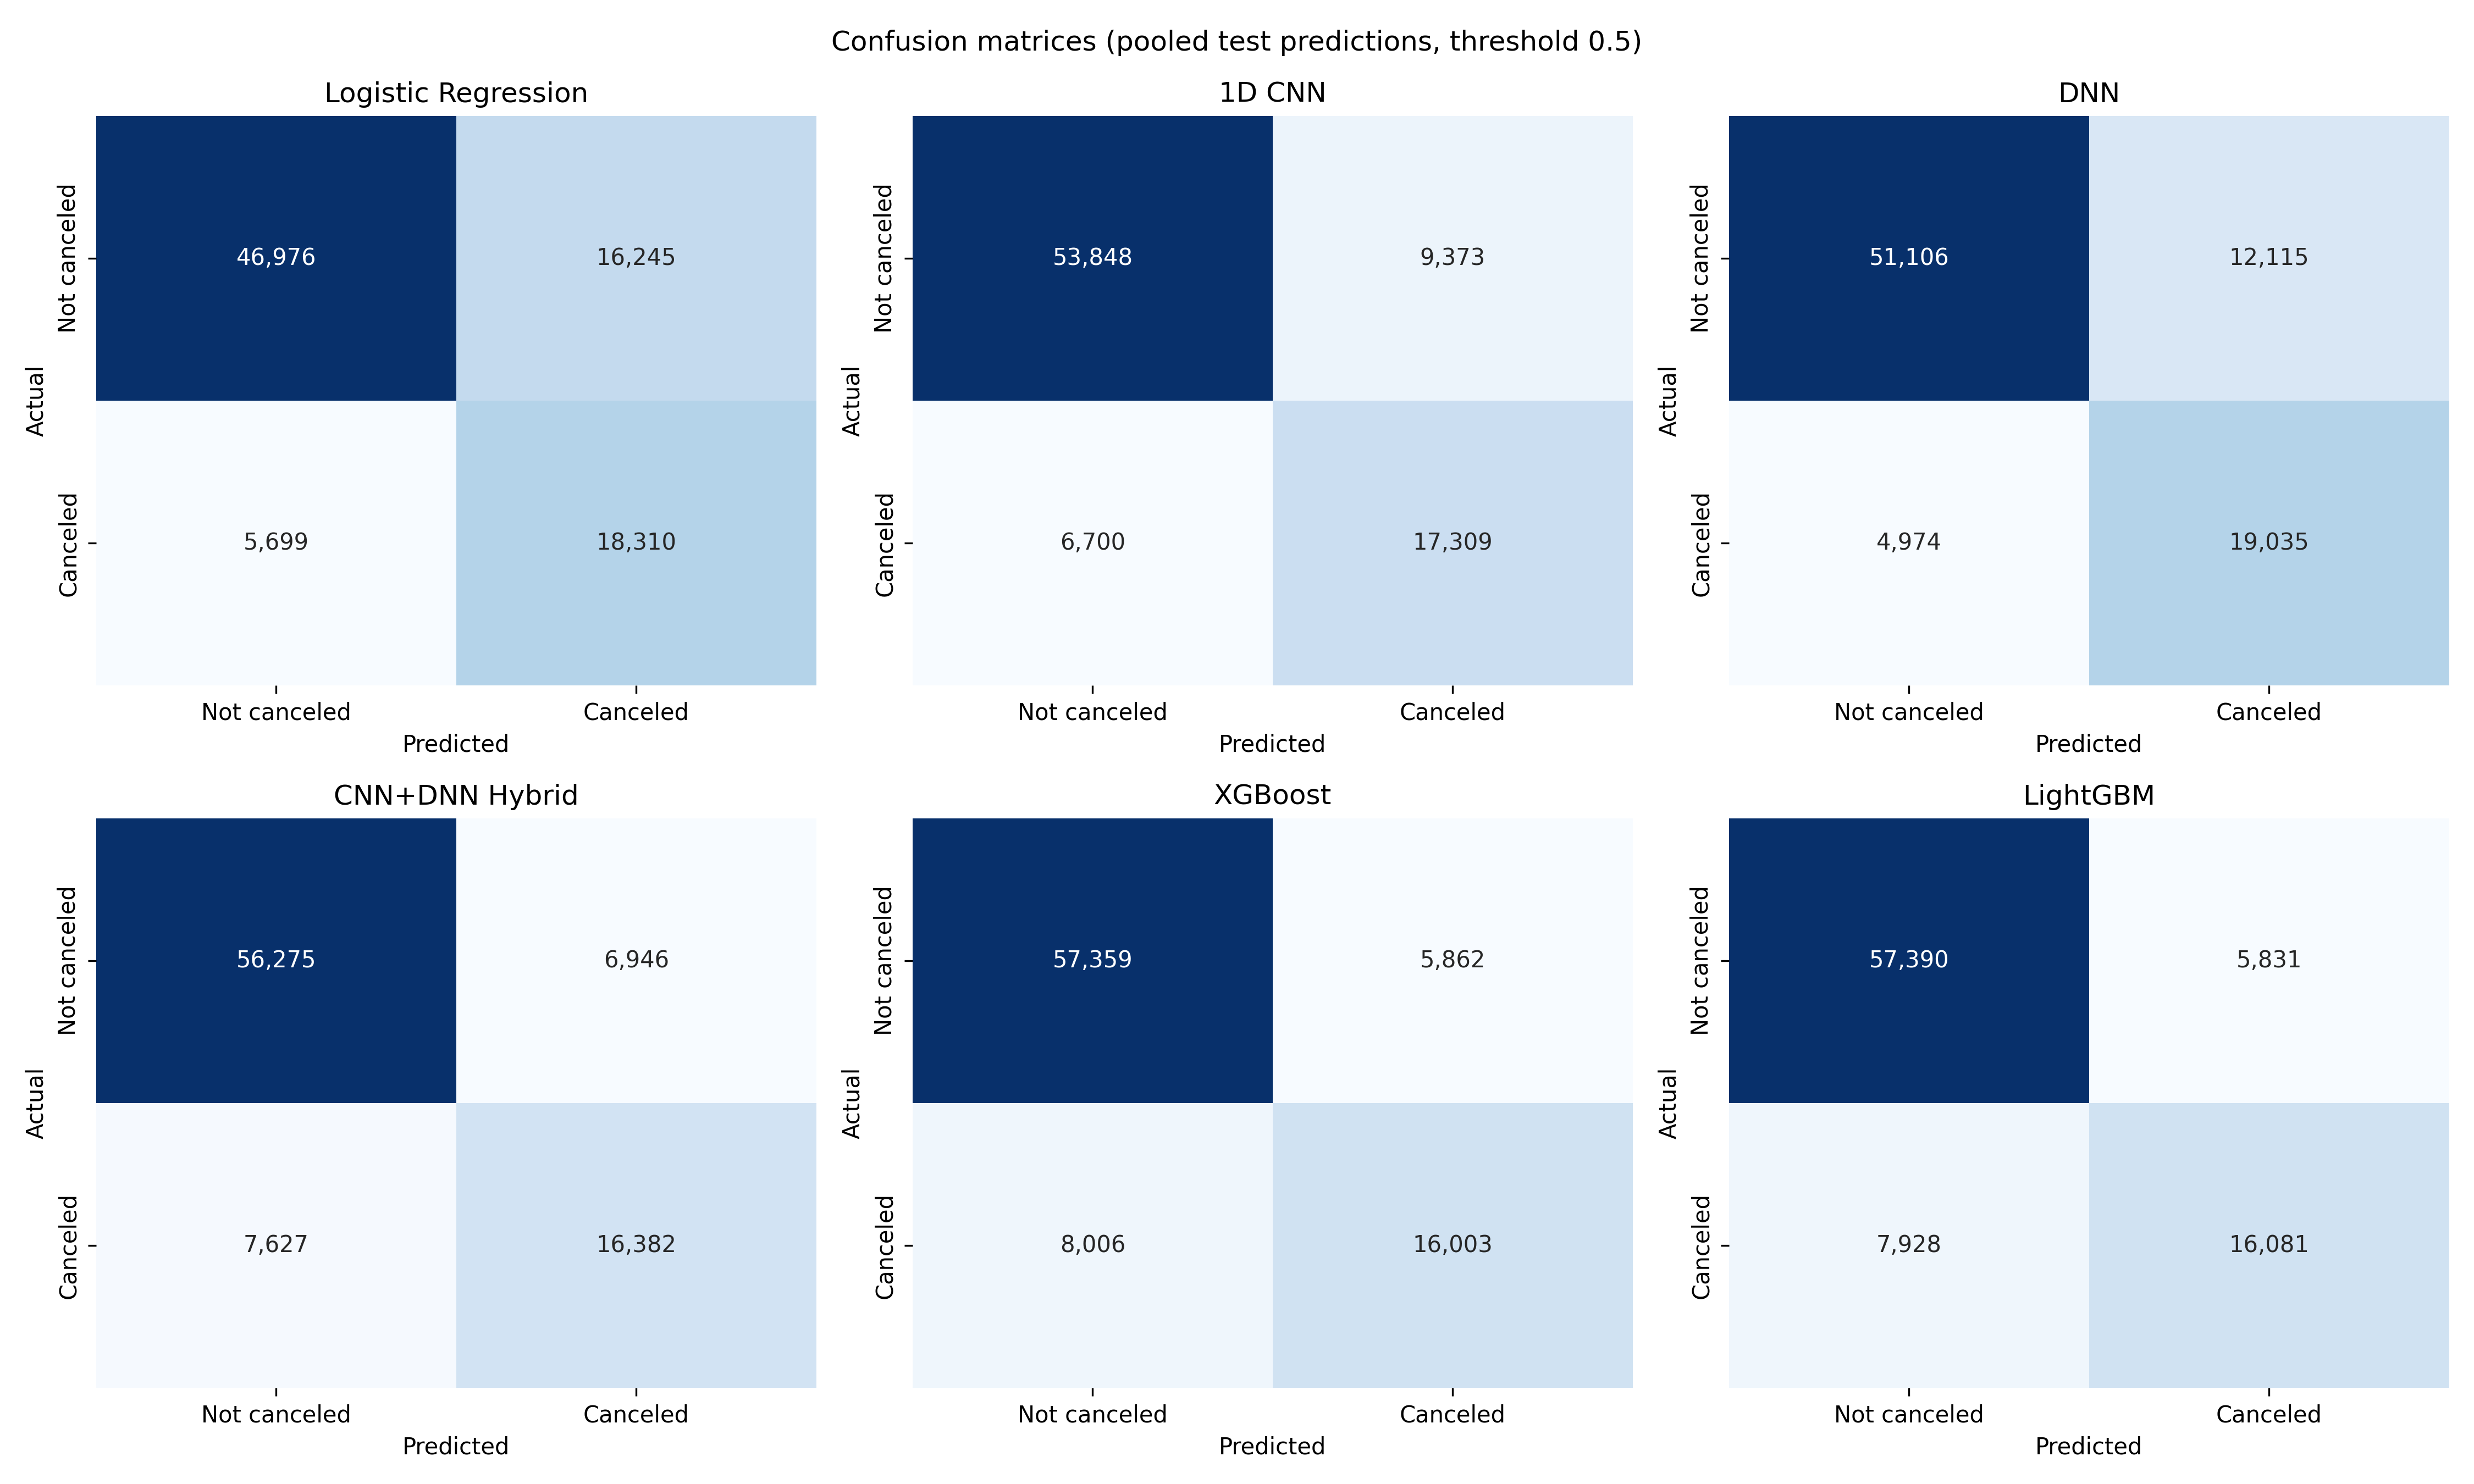 Confusion matrices (pooled test predictions, threshold 0.5)
Logistic Regression
Actual
Not canceled
Canceled
46,976 16,245
5,699 18,310
Not canceled Canceled
Predicted
1D CNN
Actual
Not canceled
Canceled
53,848 9,373
6,700 17,309
Not canceled Canceled
Predicted
DNN
Actual
Not canceled
Canceled
51,106 12,115
4,974 19,035
Not canceled Canceled
Predicted
CNN+DNN Hybrid
Actual
Not canceled
Canceled
56,275 6,946
7,627 16,382
Not canceled Canceled
Predicted
XGBoost
Actual
Not canceled
Canceled
57,359 5,862
8,006 16,003
Not canceled Canceled
Predicted
LightGBM
Actual
Not canceled
Canceled
57,390 5,831
7,928 16,081
Not canceled Canceled
Predicted